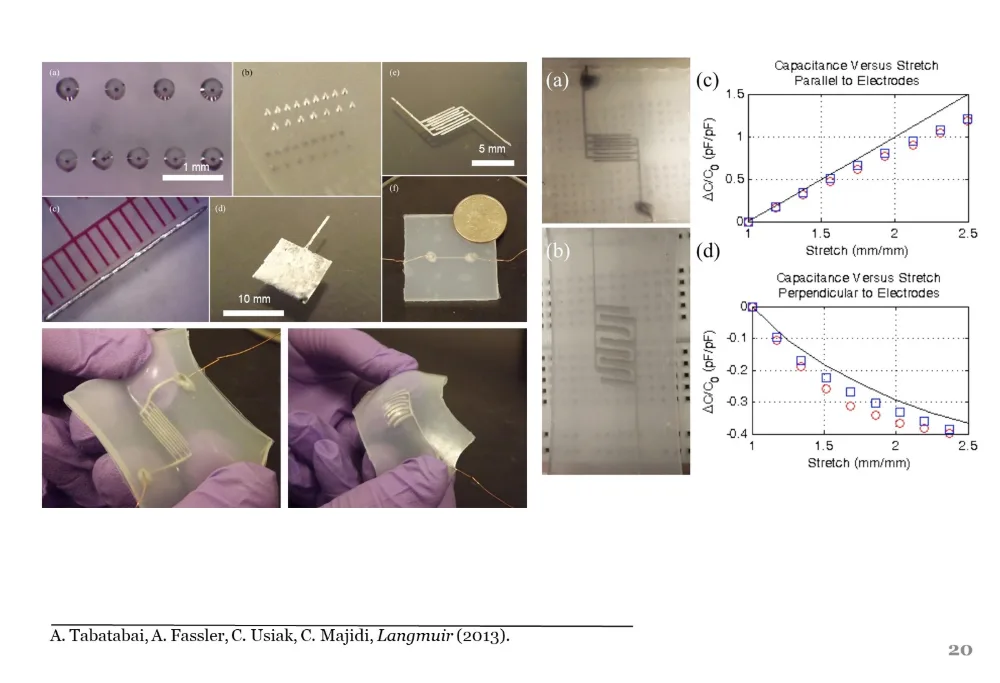 (a)
(b)
(e)
1 mm
5 mm
(c)
(d)
(f)
10 mm
(a)
(b)
(c)
Capacitance Versus Stretch
Parallel to Electrodes
1.5
1
0.5
0
ΔC/C0 (pF/pF)
1
1.5
2
2.5
Stretch (mm/mm)
(d)
Capacitance Versus Stretch
Perpendicular to Electrodes
0
-0.1
-0.2
-0.3
-0.4
ΔC/C0 (pF/pF)
1
1.5
2
2.5
Stretch (mm/mm)
A. Tabatabai, A. Fassler, C. Usiak, C. Majidi, Langmuir (2013).
20